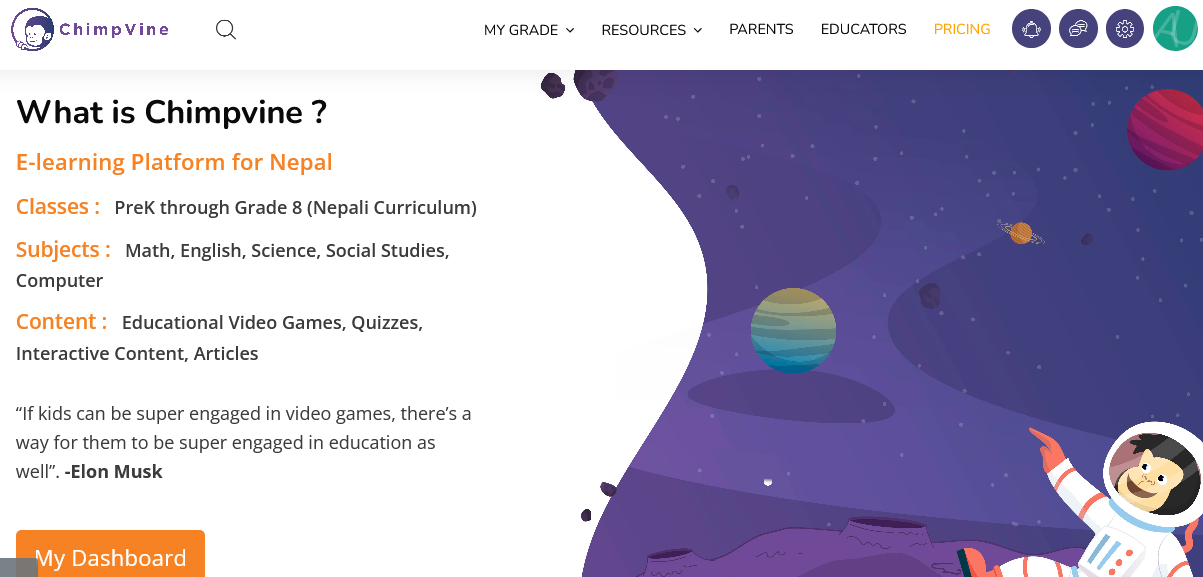 ChimpVine
MY GRADE RESOURCES PARENTS EDUCATORS PRICING
AU
What is Chimpvine ?
E-learning Platform for Nepal
Classes : PreK through Grade 8 (Nepali Curriculum)
Subjects : Math, English, Science, Social Studies,
Computer
Content : Educational Video Games, Quizzes,
Interactive Content, Articles
“If kids can be super engaged in video games, there’s a
way for them to be super engaged in education as
well”. -Elon Musk
My Dashboard